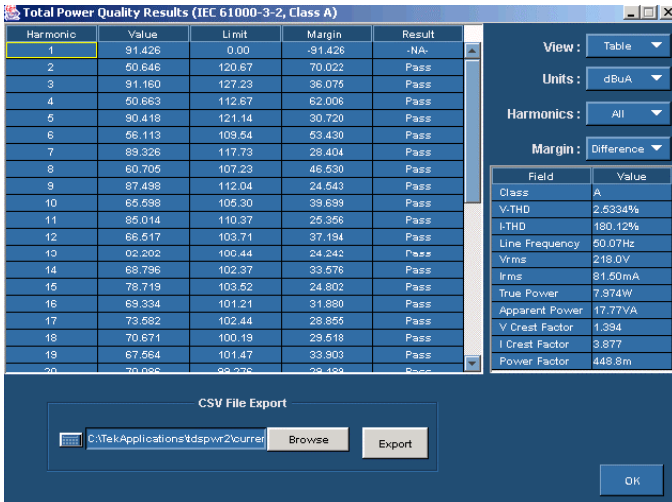 Total Power Quality Results (IEC 61000-3-2, Class A)
Harmonic Value Limit Margin Result
1 91.426 0.00 -91.426 -NA-
2 50.646 120.67 70.022 Pass
3 91.160 127.23 36.075 Pass
4 50.663 112.67 62.006 Pass
5 90.418 121.14 30.720 Pass
6 56.113 109.54 53.430 Pass
7 89.326 117.73 28.404 Pass
8 60.705 107.23 46.530 Pass
9 87.498 112.04 24.543 Pass
10 65.598 105.30 39.699 Pass
11 85.014 110.37 25.356 Pass
12 66.517 103.71 37.194 Pass
13 24.242 Pass
14 68.796 102.37 33.576 Pass
15 78.719 103.52 24.802 Pass
16 69.334 101.21 31.880 Pass
17 73.582 102.44 28.855 Pass
18 70.671 100.19 29.518 Pass
19 67.564 101.47 33.903 Pass
20 Pass
View : Table
Units : dBuA
Harmonics : All
Margin : Difference
Field Value
Class A
V-THD 2.5334%
I-THD 180.12%
Line Frequency 50.07Hz
Vrms 218.0V
Irms 81.50mA
True Power 7.974W
Apparent Power 17.77VA
V Crest Factor 1.394
I Crest Factor 3.877
Power Factor 448.8m
CSV File Export
C:\TekApplications\tdspwr2\currer
Browse
Export
OK